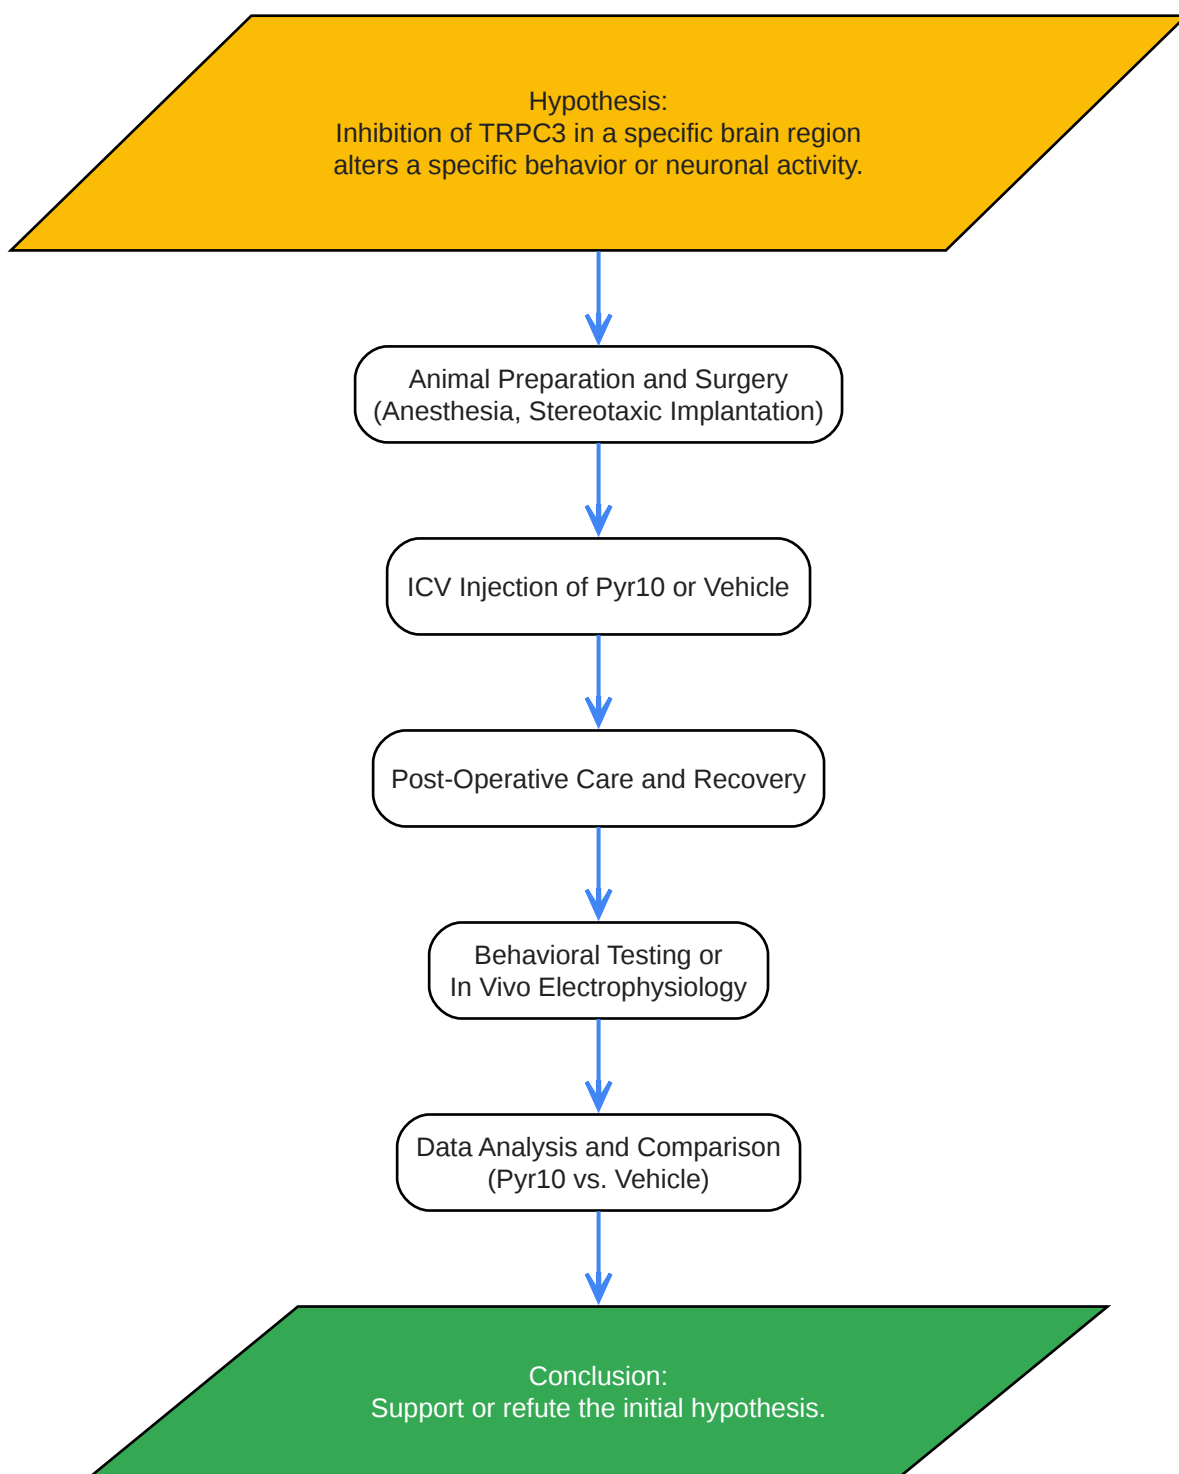 Hypothesis:
Inhibition of TRPC3 in a specific brain region
alters a specific behavior or neuronal activity.
Animal Preparation and Surgery
(Anesthesia, Stereotaxic Implantation)
ICV Injection of Pyr10 or Vehicle
Post-Operative Care and Recovery
Behavioral Testing or
In Vivo Electrophysiology
Data Analysis and Comparison
(Pyr10 vs. Vehicle)
Conclusion:
Support or refute the initial hypothesis.